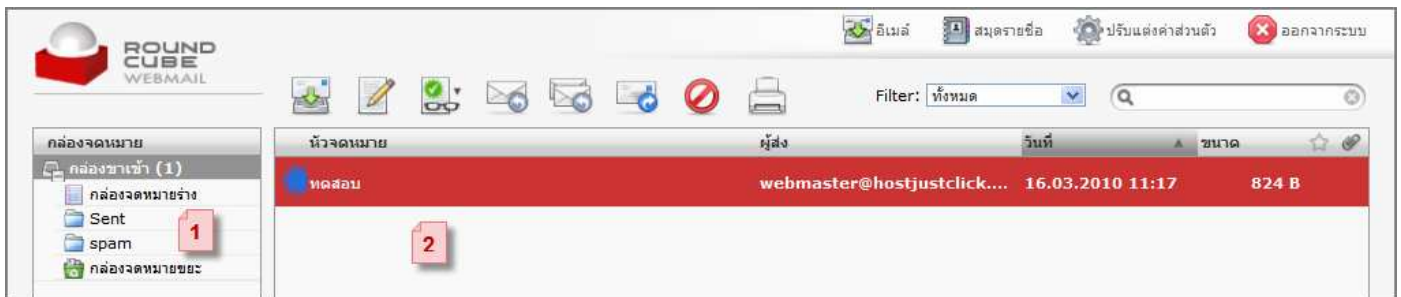 ROUND
CUBE
WEBMAIL
อีเมล์ สมุดรายชื่อ ปรับแต่งค่าส่วนตัว ออกจากระบบ
Filter: ทั้งหมด
กล่องจดหมาย
กล่องขาเข้า (1)
กล่องจดหมายร่าง
Sent
spam
กล่องจดหมายขยะ
1
หัวจดหมาย ผู้ส่ง วันที่ ขนาด
ทดสอบ webmaster@hostjustclick.... 16.03.2010 11:17 824 B
2